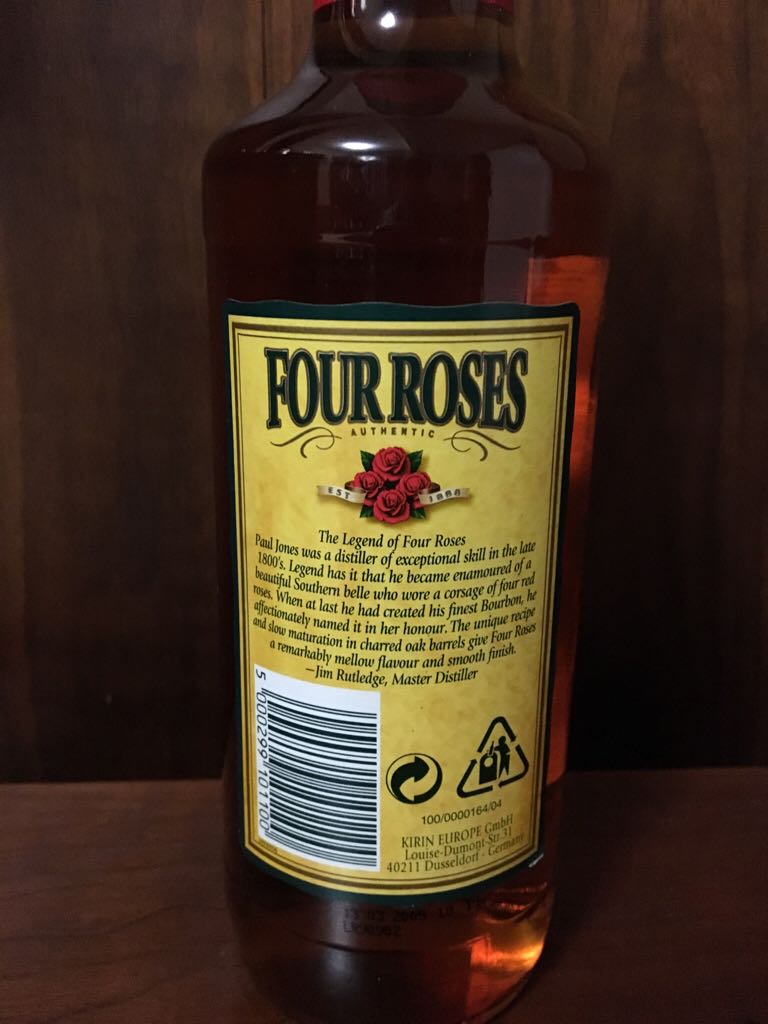 FOUR ROSES
AUTHENTIC
EST 1888
The Legend of Four Roses
Paul Jones was a distiller of exceptional skill in the late
1800's. Legend has it that he became enamoured of a
beautiful Southern belle who wore a corsage of four red
roses. When at last he had created his finest Bourbon, he
affectionately named it in her honour. The unique recipe
and slow maturation in charred oak barrels give Four Roses
a remarkably mellow flavour and smooth finish.
—Jim Rutledge, Master Distiller
5 000299 101100
100/0000164/04
KIRIN EUROPE GmbH
Louise-Dumont-Str.31
40211 Dusseldorf - Germany